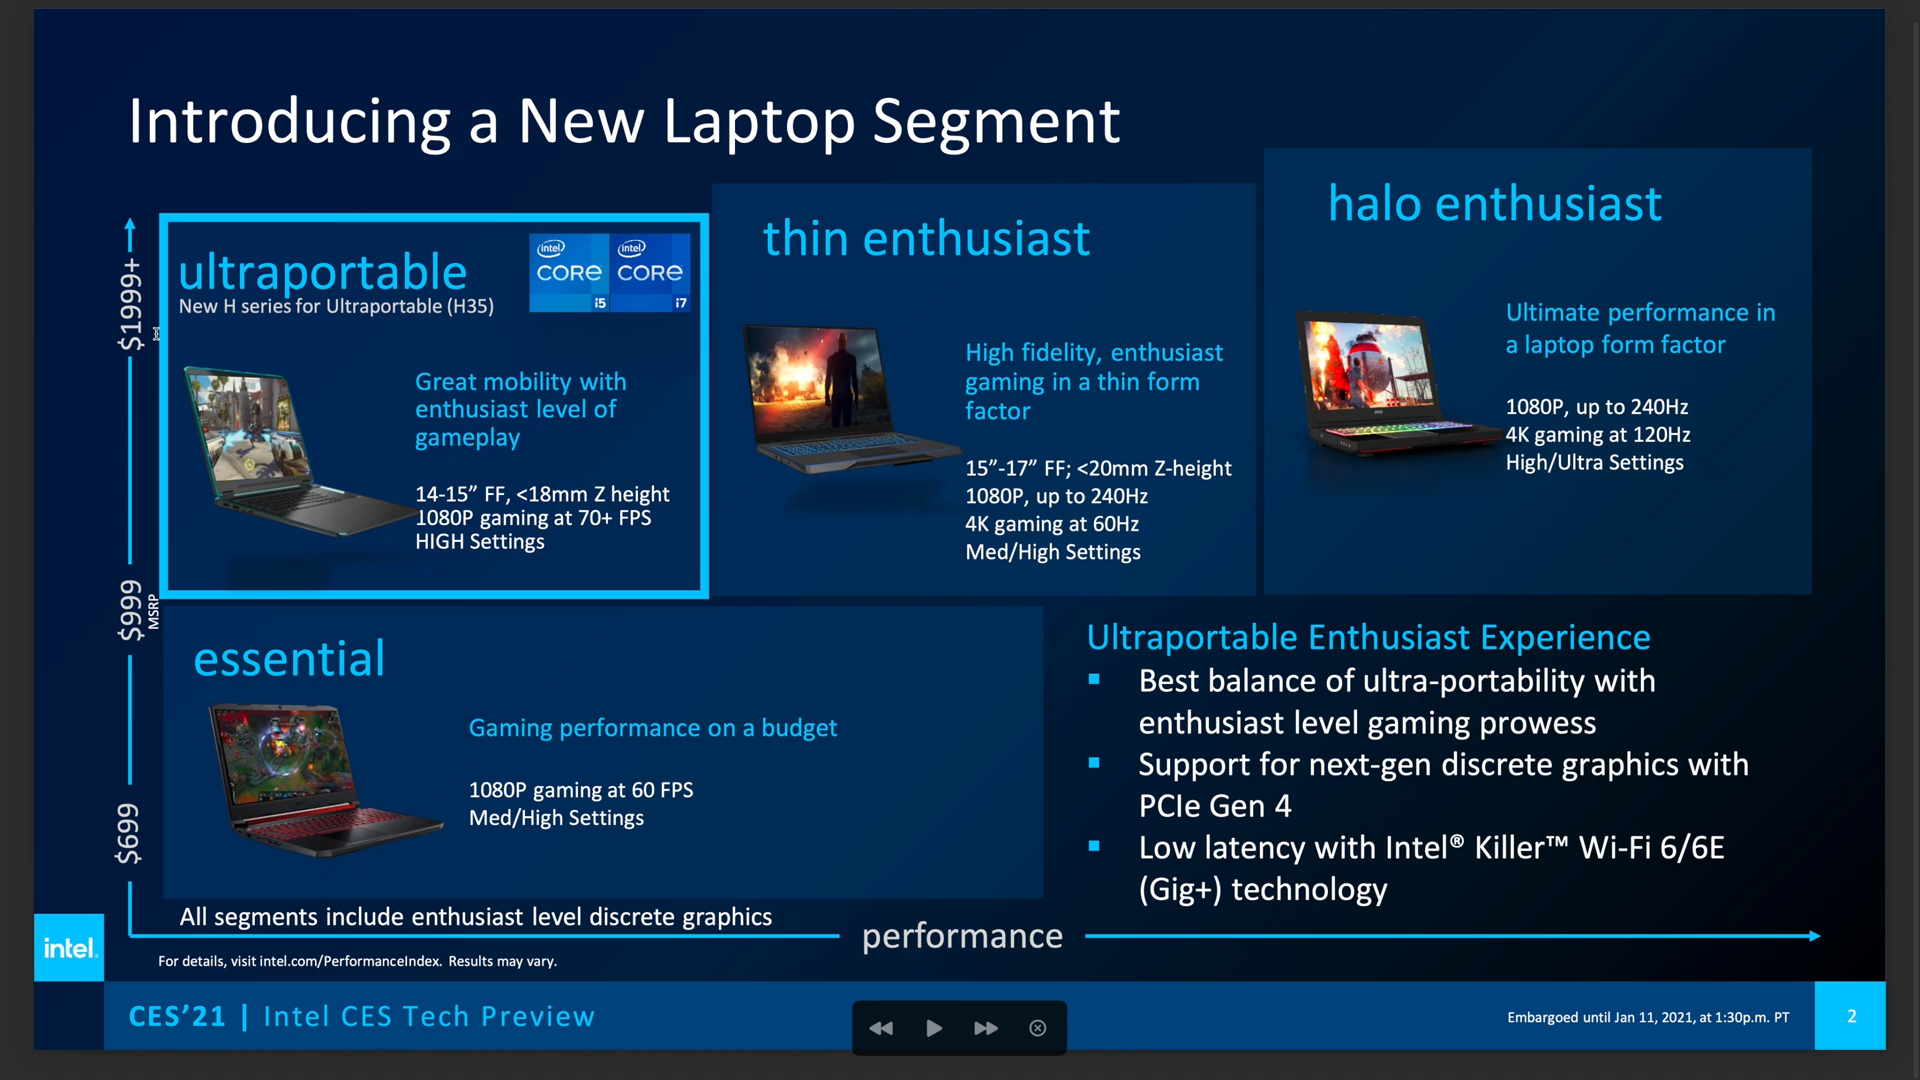 Introducing a New Laptop Segment
$1999+
$999
MSRP
$699
ultraportable
New H series for Ultraportable (H35)
intel
CORE
i5
intel
CORE
i7
Great mobility with
enthusiast level of
gameplay
14-15” FF, <18mm Z height
1080P gaming at 70+ FPS
HIGH Settings
thin enthusiast
High fidelity, enthusiast
gaming in a thin form
factor
15”-17” FF; <20mm Z-height
1080P, up to 240Hz
4K gaming at 60Hz
Med/High Settings
halo enthusiast
Ultimate performance in
a laptop form factor
1080P, up to 240Hz
4K gaming at 120Hz
High/Ultra Settings
essential
Gaming performance on a budget
1080P gaming at 60 FPS
Med/High Settings
Ultraportable Enthusiast Experience
▪ Best balance of ultra-portability with
enthusiast level gaming prowess
▪ Support for next-gen discrete graphics with
PCIe Gen 4
▪ Low latency with Intel® Killer™ Wi-Fi 6/6E
(Gig+) technology
All segments include enthusiast level discrete graphics
performance
intel.
For details, visit intel.com/PerformanceIndex. Results may vary.
CES’21 | Intel CES Tech Preview
Embargoed until Jan 11, 2021, at 1:30p.m. PT
2